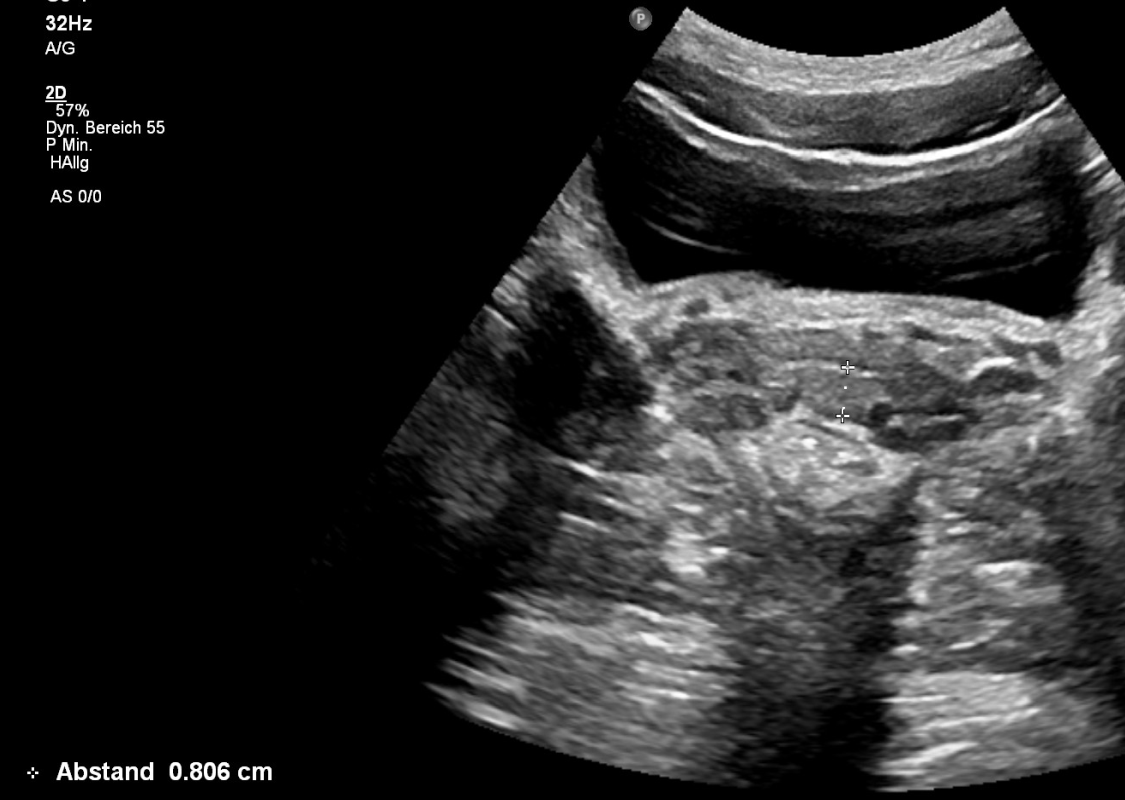 32Hz
A/G
2D
57%
Dyn. Bereich 55
P Min.
HAllg
AS 0/0
P
Abstand 0.806 cm